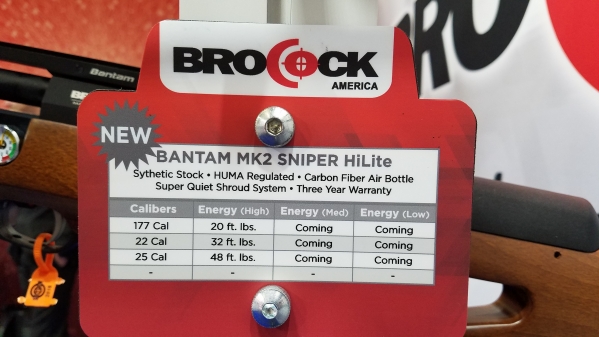 BROCOCK
AMERICA
Bantam
NEW
BANTAM MK2 SNIPER HiLite
Sythetic Stock • HUMA Regulated • Carbon Fiber Air Bottle
Super Quiet Shroud System • Three Year Warranty
Calibers Energy (High) Energy (Med) Energy (Low)
177 Cal 20 ft. lbs. Coming Coming
22 Cal 32 ft. lbs. Coming Coming
25 Cal 48 ft. lbs. Coming Coming
- - - -